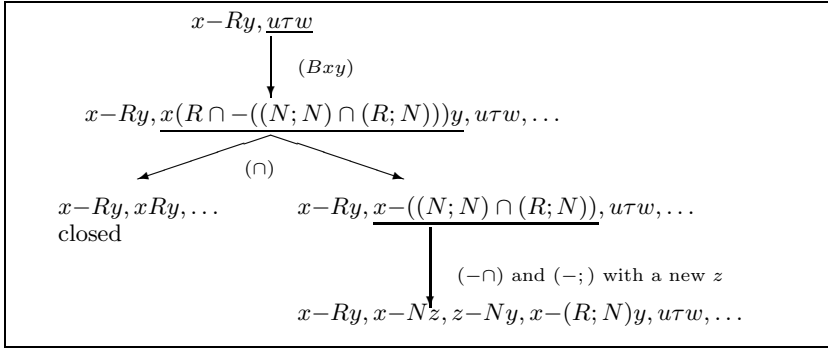 x−Ry, uτw
(Bxy)
x−Ry, x(R ∩ −((N; N) ∩ (R; N)))y, uτw, . . .
(∩)
x−Ry, xRy, . . . x−Ry, x−((N; N) ∩ (R; N)), uτw, . . .
closed
(−∩) and (−;) with a new z
x−Ry, x−Nz, z−Ny, x−(R; N)y, uτw, . . .